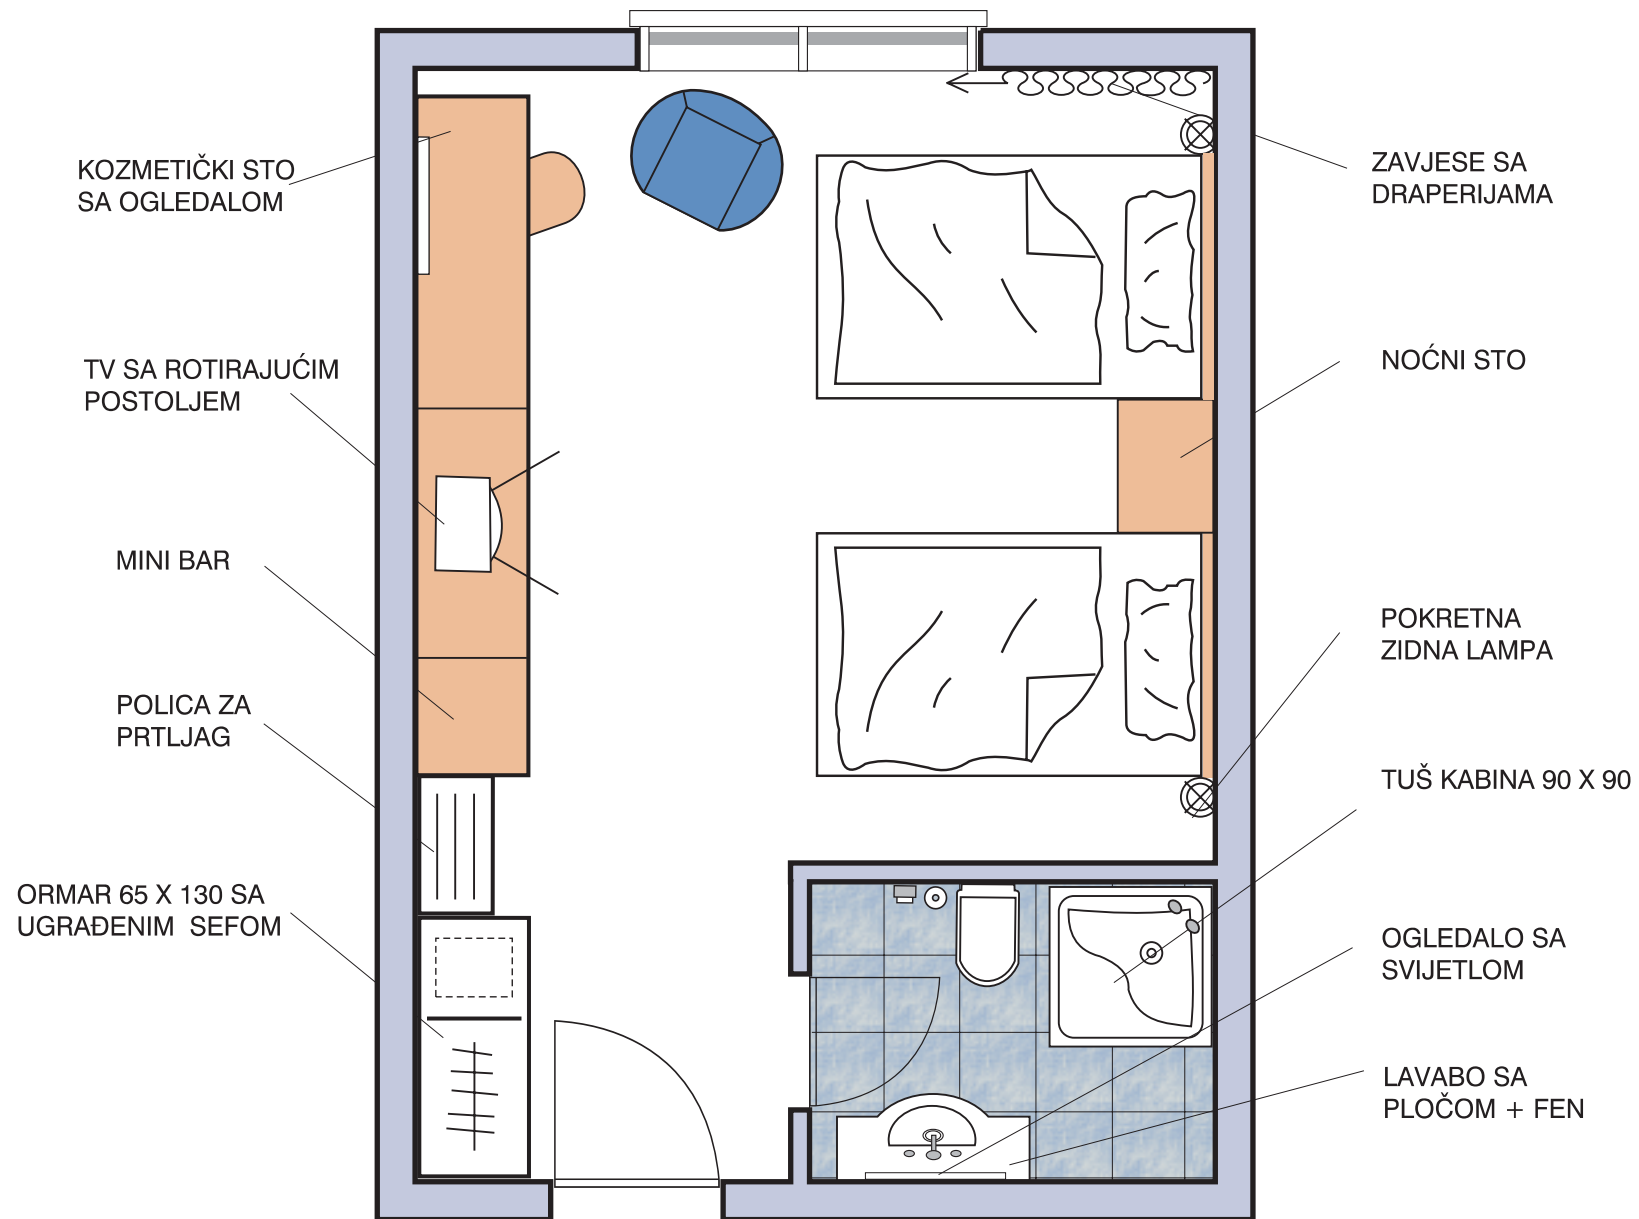 KOZMETIČKI STO
SA OGLEDALOM
TV SA ROTIRAJUĆIM
POSTOLJEM
MINI BAR
POLICA ZA
PRTLJAG
ORMAR 65 X 130 SA
UGRAĐENIM SEFOM
ZAVJESE SA
DRAPERIJAMA
NOĆNI STO
POKRETNA
ZIDNA LAMPA
TUŠ KABINA 90 X 90
OGLEDALO SA
SVIJETLOM
LAVABO SA
PLOČOM + FEN